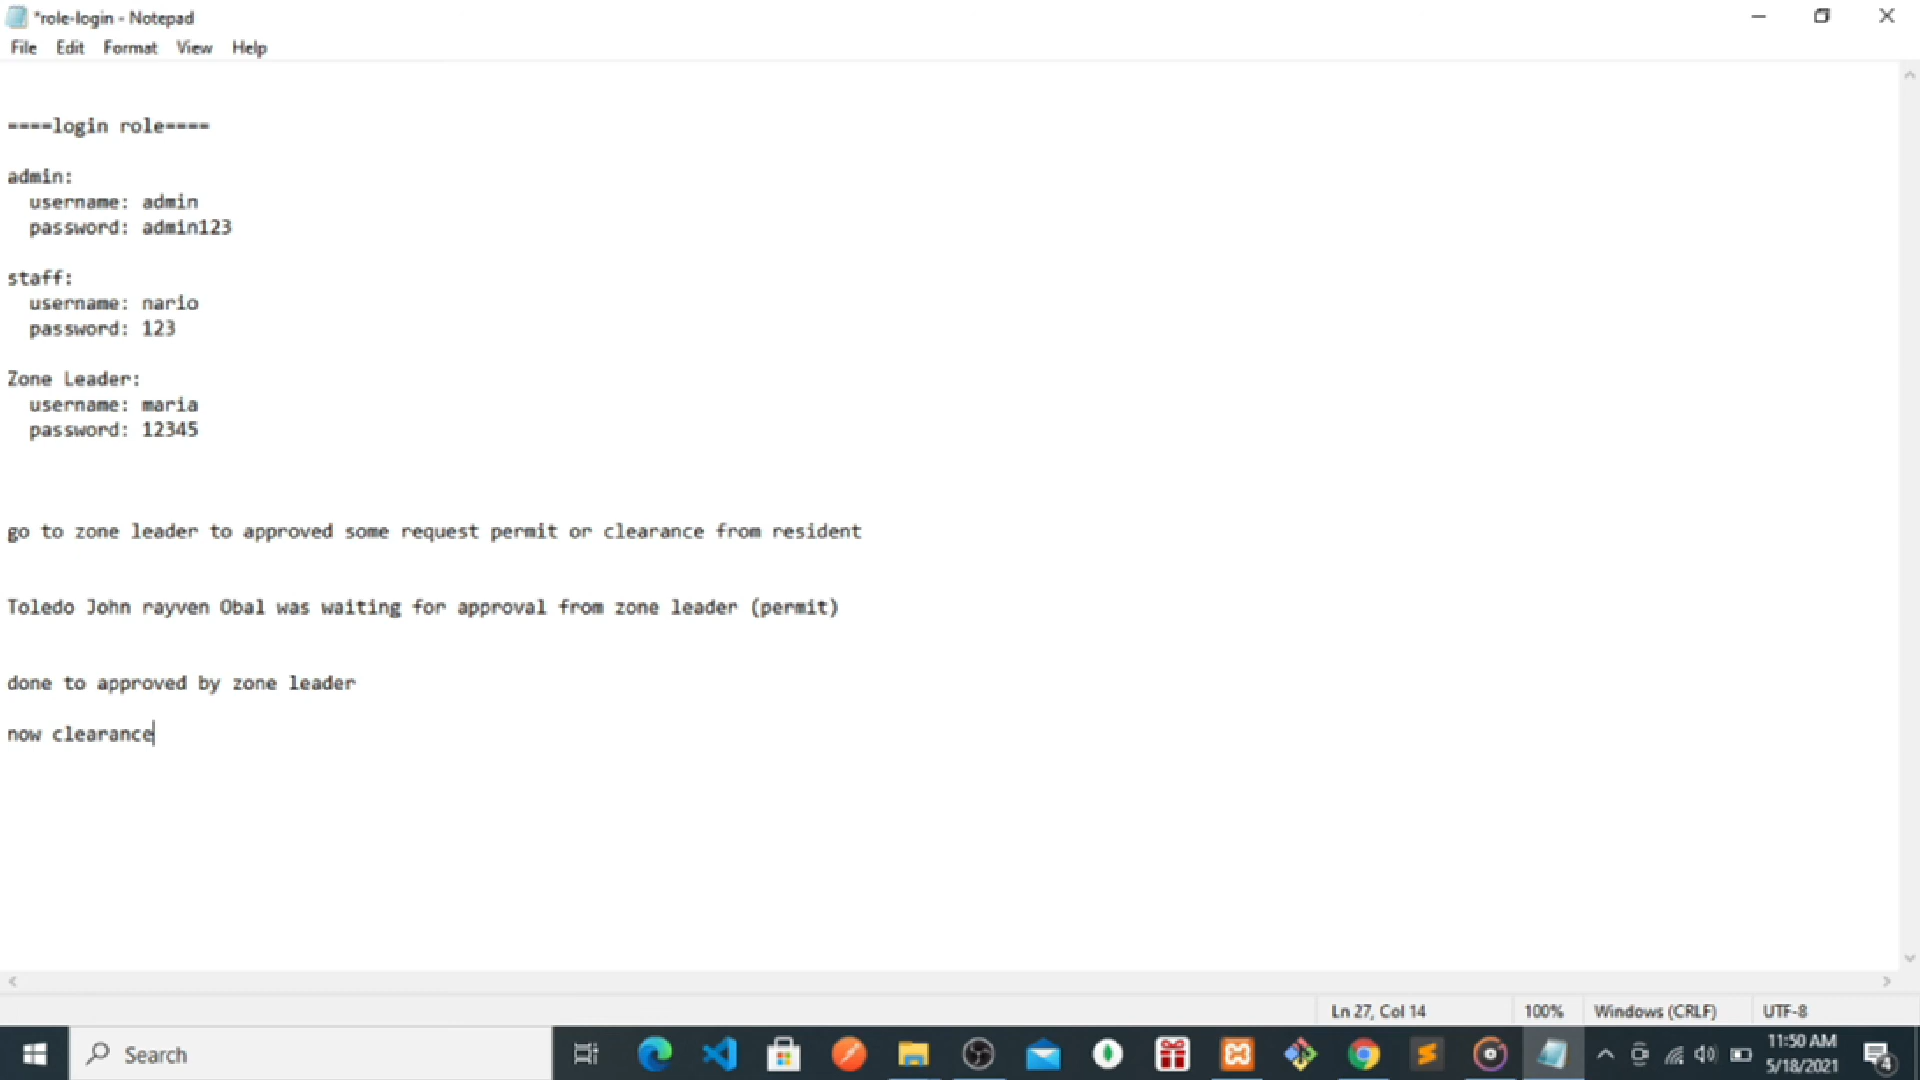 *role-login - Notepad
File Edit Format View Help
====login role====
admin:
username: admin
password: admin123
staff:
username: nario
password: 123
Zone Leader:
username: maria
password: 12345
go to zone leader to approved some request permit or clearance from resident
Toledo John rayven Obal was waiting for approval from zone leader (permit)
done to approved by zone leader
now clearance
Ln 27, Col 14 100% Windows (CRLF) UTF-8
Search
11:50 AM
5/18/2021
4